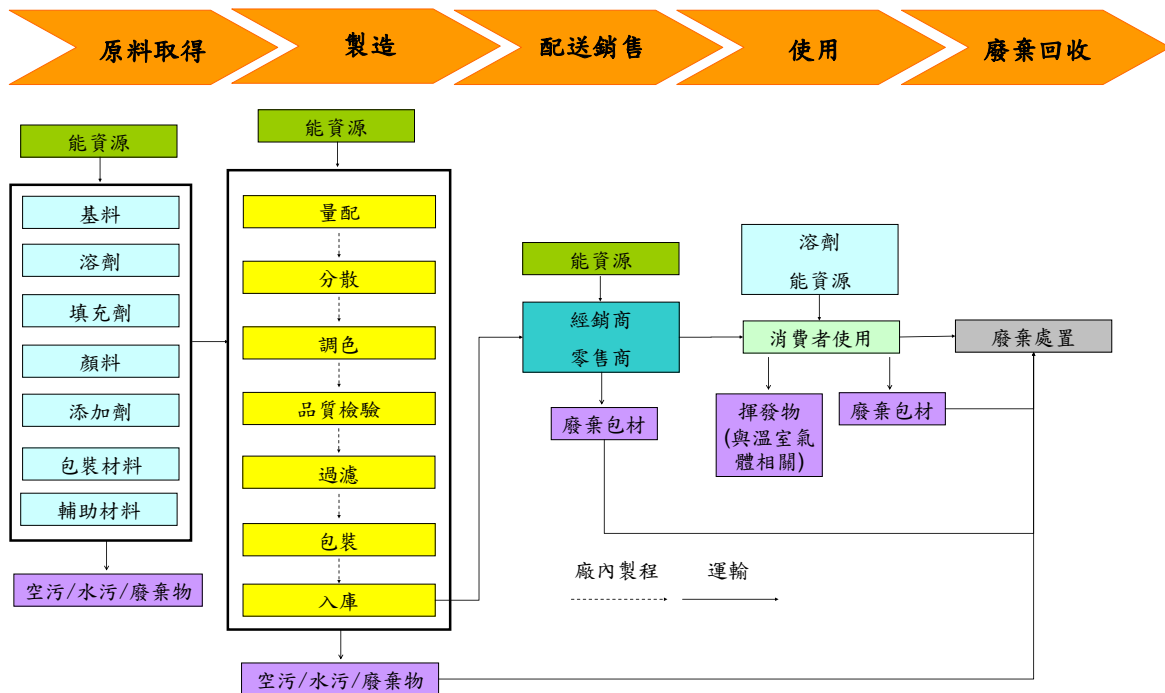 原料取得
製造
配送銷售
使用
廢棄回收
能資源
基料
溶劑
填充劑
顏料
添加劑
包裝材料
輔助材料
空污/水污/廢棄物
能資源
量配
分散
調色
品質檢驗
過濾
包裝
入庫
空污/水污/廢棄物
能資源
經銷商
零售商
廢棄包材
溶劑
能資源
消費者使用
揮發物
(與溫室氣
體相關)
廢棄包材
廢棄處置
廠內製程
運輸